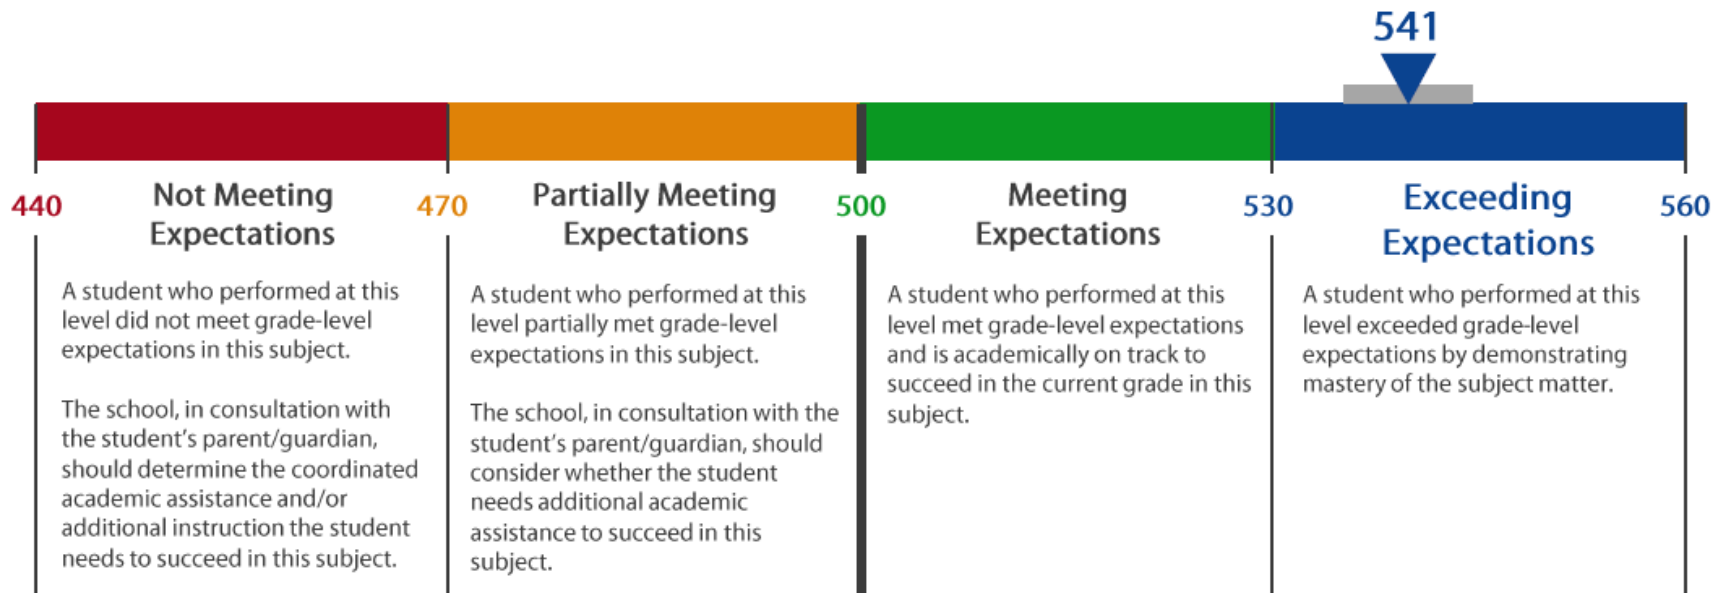 541
440
Not Meeting
Expectations
470
Partially Meeting
Expectations
500
Meeting
Expectations
530
Exceeding
Expectations
560
A student who performed at this
level did not meet grade-level
expectations in this subject.
The school, in consultation with
the student's parent/guardian,
should determine the coordinated
academic assistance and/or
additional instruction the student
needs to succeed in this subject.
A student who performed at this
level partially met grade-level
expectations in this subject.
The school, in consultation with the
student's parent/guardian, should
consider whether the student
needs additional academic
assistance to succeed in this
subject.
A student who performed at this
level met grade-level expectations
and is academically on track to
succeed in the current grade in this
subject.
A student who performed at this
level exceeded grade-level
expectations by demonstrating
mastery of the subject matter.